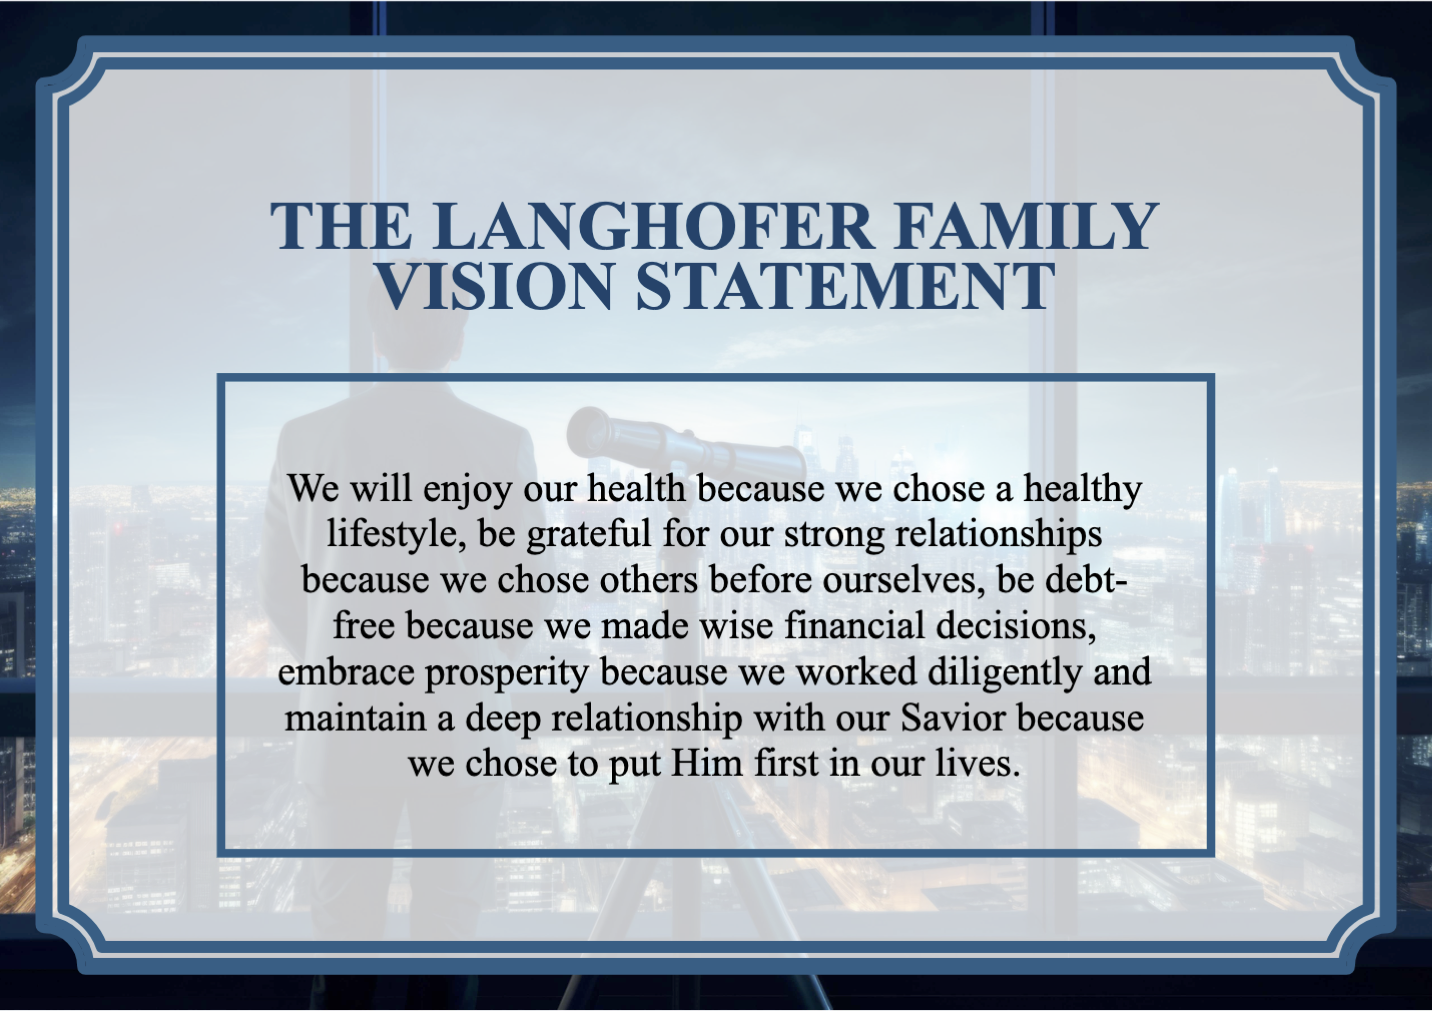 THE LANGHOFER FAMILY
VISION STATEMENT
We will enjoy our health because we chose a healthy
lifestyle, be grateful for our strong relationships
because we chose others before ourselves, be debt-
free because we made wise financial decisions,
embrace prosperity because we worked diligently and
maintain a deep relationship with our Savior because
we chose to put Him first in our lives.